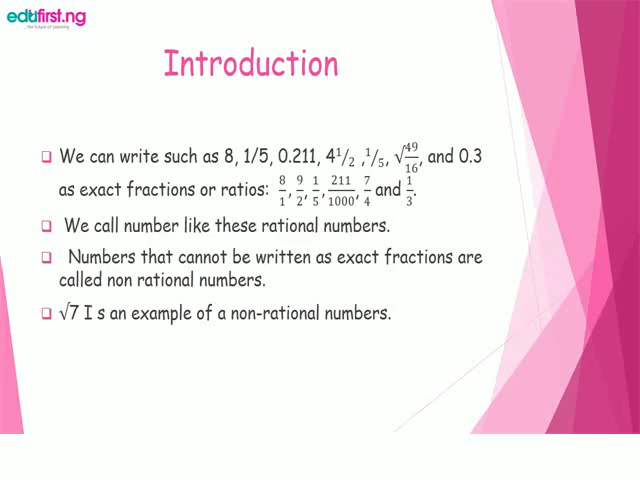 edufirst.ng
the future of learning
Introduction
❑ We can write such as 8, 1/5, 0.211, 4¹/₂ ,¹/₅, √49/16, and 0.3
as exact fractions or ratios: 8/1, 9/2, 1/5, 211/1000, 7/4 and 1/3.
❑ We call number like these rational numbers.
❑ Numbers that cannot be written as exact fractions are
called non rational numbers.
❑ √7 I s an example of a non-rational numbers.